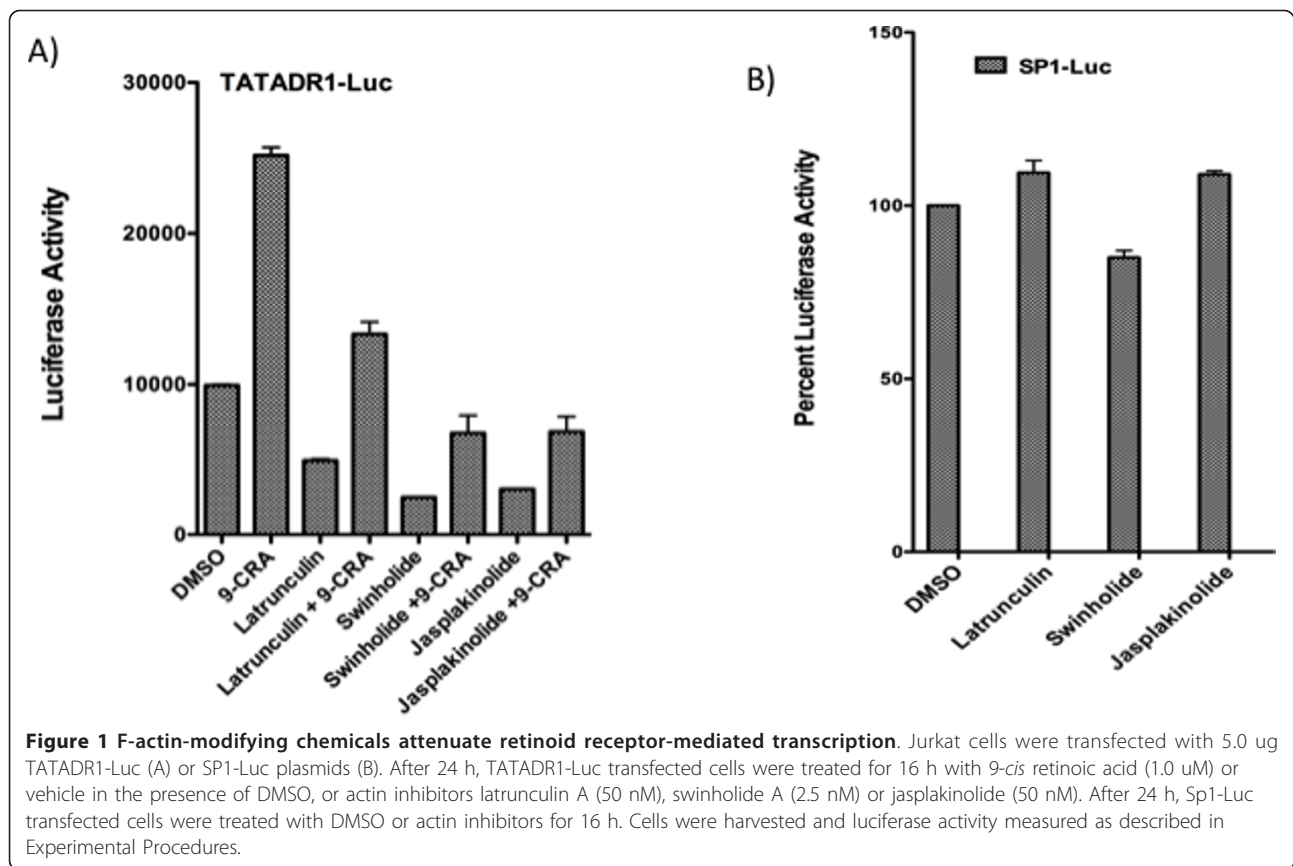 A)
TATADR1-Luc
30000
20000
10000
0
Luciferase Activity
DMSO
9-CRA
Latrunculin
Latrunculin + 9-CRA
Swinholide
Swinholide +9-CRA
Jasplakinolide
Jasplakinolide +9-CRA
B)
SP1-Luc
150
100
50
0
Percent Luciferase Activity
DMSO
Latrunculin
Swinholide
Jasplakinolide
Figure 1 F-actin-modifying chemicals attenuate retinoid receptor-mediated transcription. Jurkat cells were transfected with 5.0 ug
TATADR1-Luc (A) or SP1-Luc plasmids (B). After 24 h, TATADR1-Luc transfected cells were treated for 16 h with 9-cis retinoic acid (1.0 uM) or
vehicle in the presence of DMSO, or actin inhibitors latrunculin A (50 nM), swinholide A (2.5 nM) or jasplakinolide (50 nM). After 24 h, Sp1-Luc
transfected cells were treated with DMSO or actin inhibitors for 16 h. Cells were harvested and luciferase activity measured as described in
Experimental Procedures.